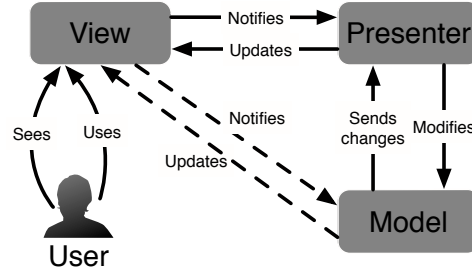 Notifies
View
Presenter
Updates
Sees
Uses
Notifies
Updates
Sends
changes
Modifies
Model
User